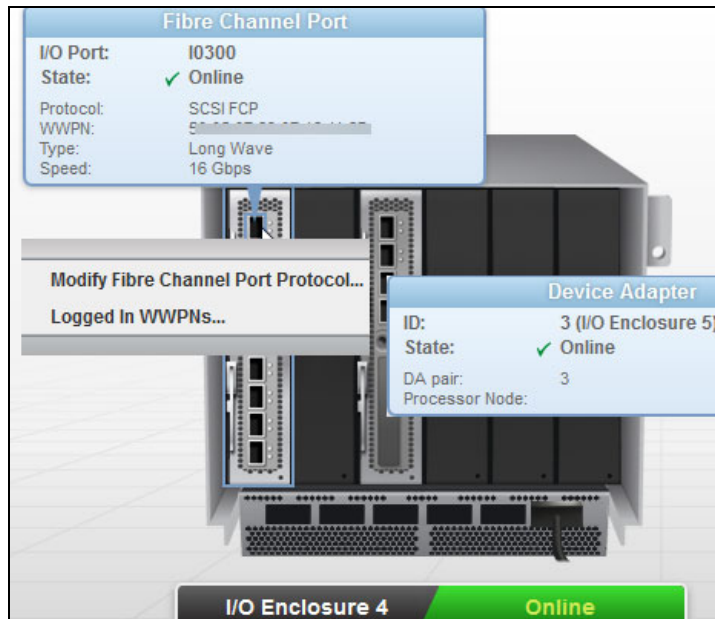 Fibre Channel Port
I/O Port: I0300
State: Online
Protocol: SCSI FCP
WWPN:
Type: Long Wave
Speed: 16 Gbps
Modify Fibre Channel Port Protocol...
Logged In WWPNs...
Device Adapter
ID: 3 (I/O Enclosure 5)
State: Online
DA pair: 3
Processor Node:
I/O Enclosure 4 Online